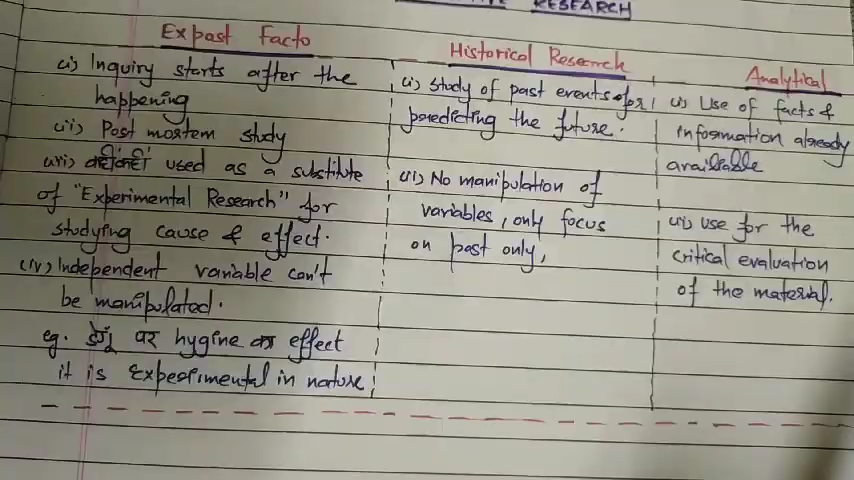 RESEARCH
Expast Facto
(i) Inquiry starts after the
happening
(ii) Post mortem study
(iii) used as a substitute
of "Experimental Research" for
studying cause & effect.
(iv) Independent variable can't
be manipulated.
eg. डेंगू पर hygine का effect
it is Experimental in nature
Historical Research
(i) Study of past events for
predicting the future.
(ii) No manipulation of
variables, only focus
on past only,
Analytical
(i) Use of facts &
information already
available
(ii) use for the
critical evaluation
of the material.